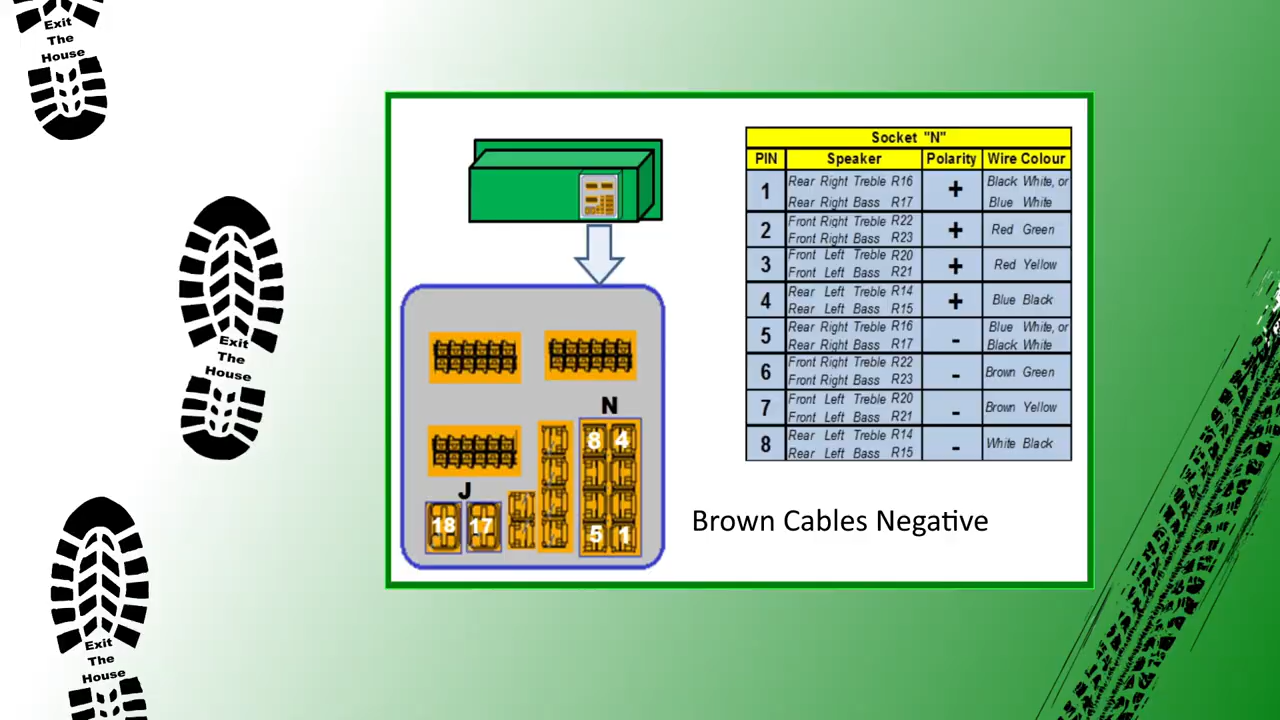 Exit
The
House
Exit
The
House
Exit
The
House
Socket "N"
PIN Speaker Polarity Wire Colour
1 Rear Right Treble R16 + Black White, or
Rear Right Bass R17 Blue White
2 Front Right Treble R22 + Red Green
Front Right Bass R23
3 Front Left Treble R20 + Red Yellow
Front Left Bass R21
4 Rear Left Treble R14 + Blue Black
Rear Left Bass R15
5 Rear Right Treble R16 - Blue White, or
Rear Right Bass R17 Black White
6 Front Right Treble R22 - Brown Green
Front Right Bass R23
7 Front Left Treble R20 - Brown Yellow
Front Left Bass R21
8 Rear Left Treble R14 - White Black
Rear Left Bass R15
N
8 4
J
18 17 5 1
Brown Cables Negative